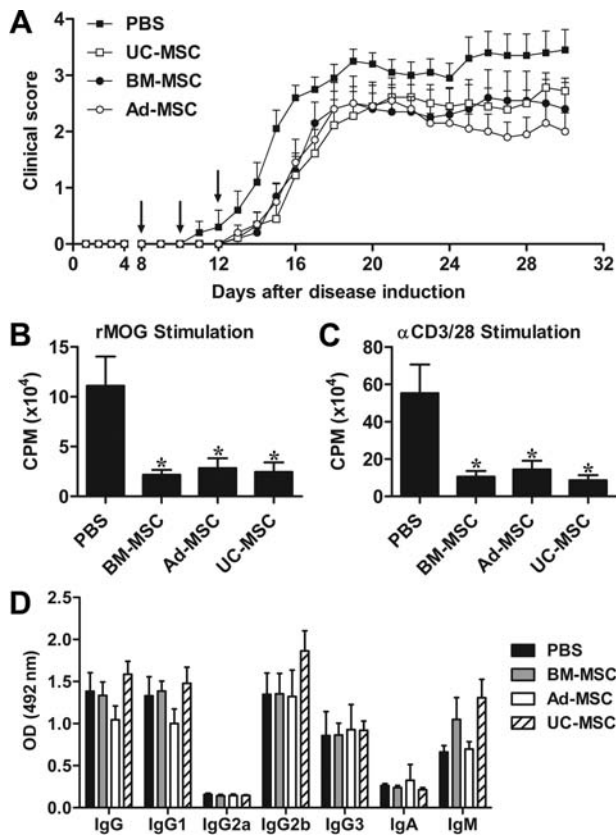 A
PBS
UC-MSC
BM-MSC
Ad-MSC
Clinical score
4
3
2
1
0
0 4 8 12 16 20 24 28 32
Days after disease induction
B
rMOG Stimulation
CPM (x10⁴)
15
10
5
0
* * *
PBS BM-MSC Ad-MSC UC-MSC
C
αCD3/28 Stimulation
CPM (x10⁴)
80
60
40
20
0
* * *
PBS BM-MSC Ad-MSC UC-MSC
D
OD (492 nm)
2.5
2.0
1.5
1.0
0.5
0.0
IgG IgG1 IgG2a IgG2b IgG3 IgA IgM
PBS
BM-MSC
Ad-MSC
UC-MSC